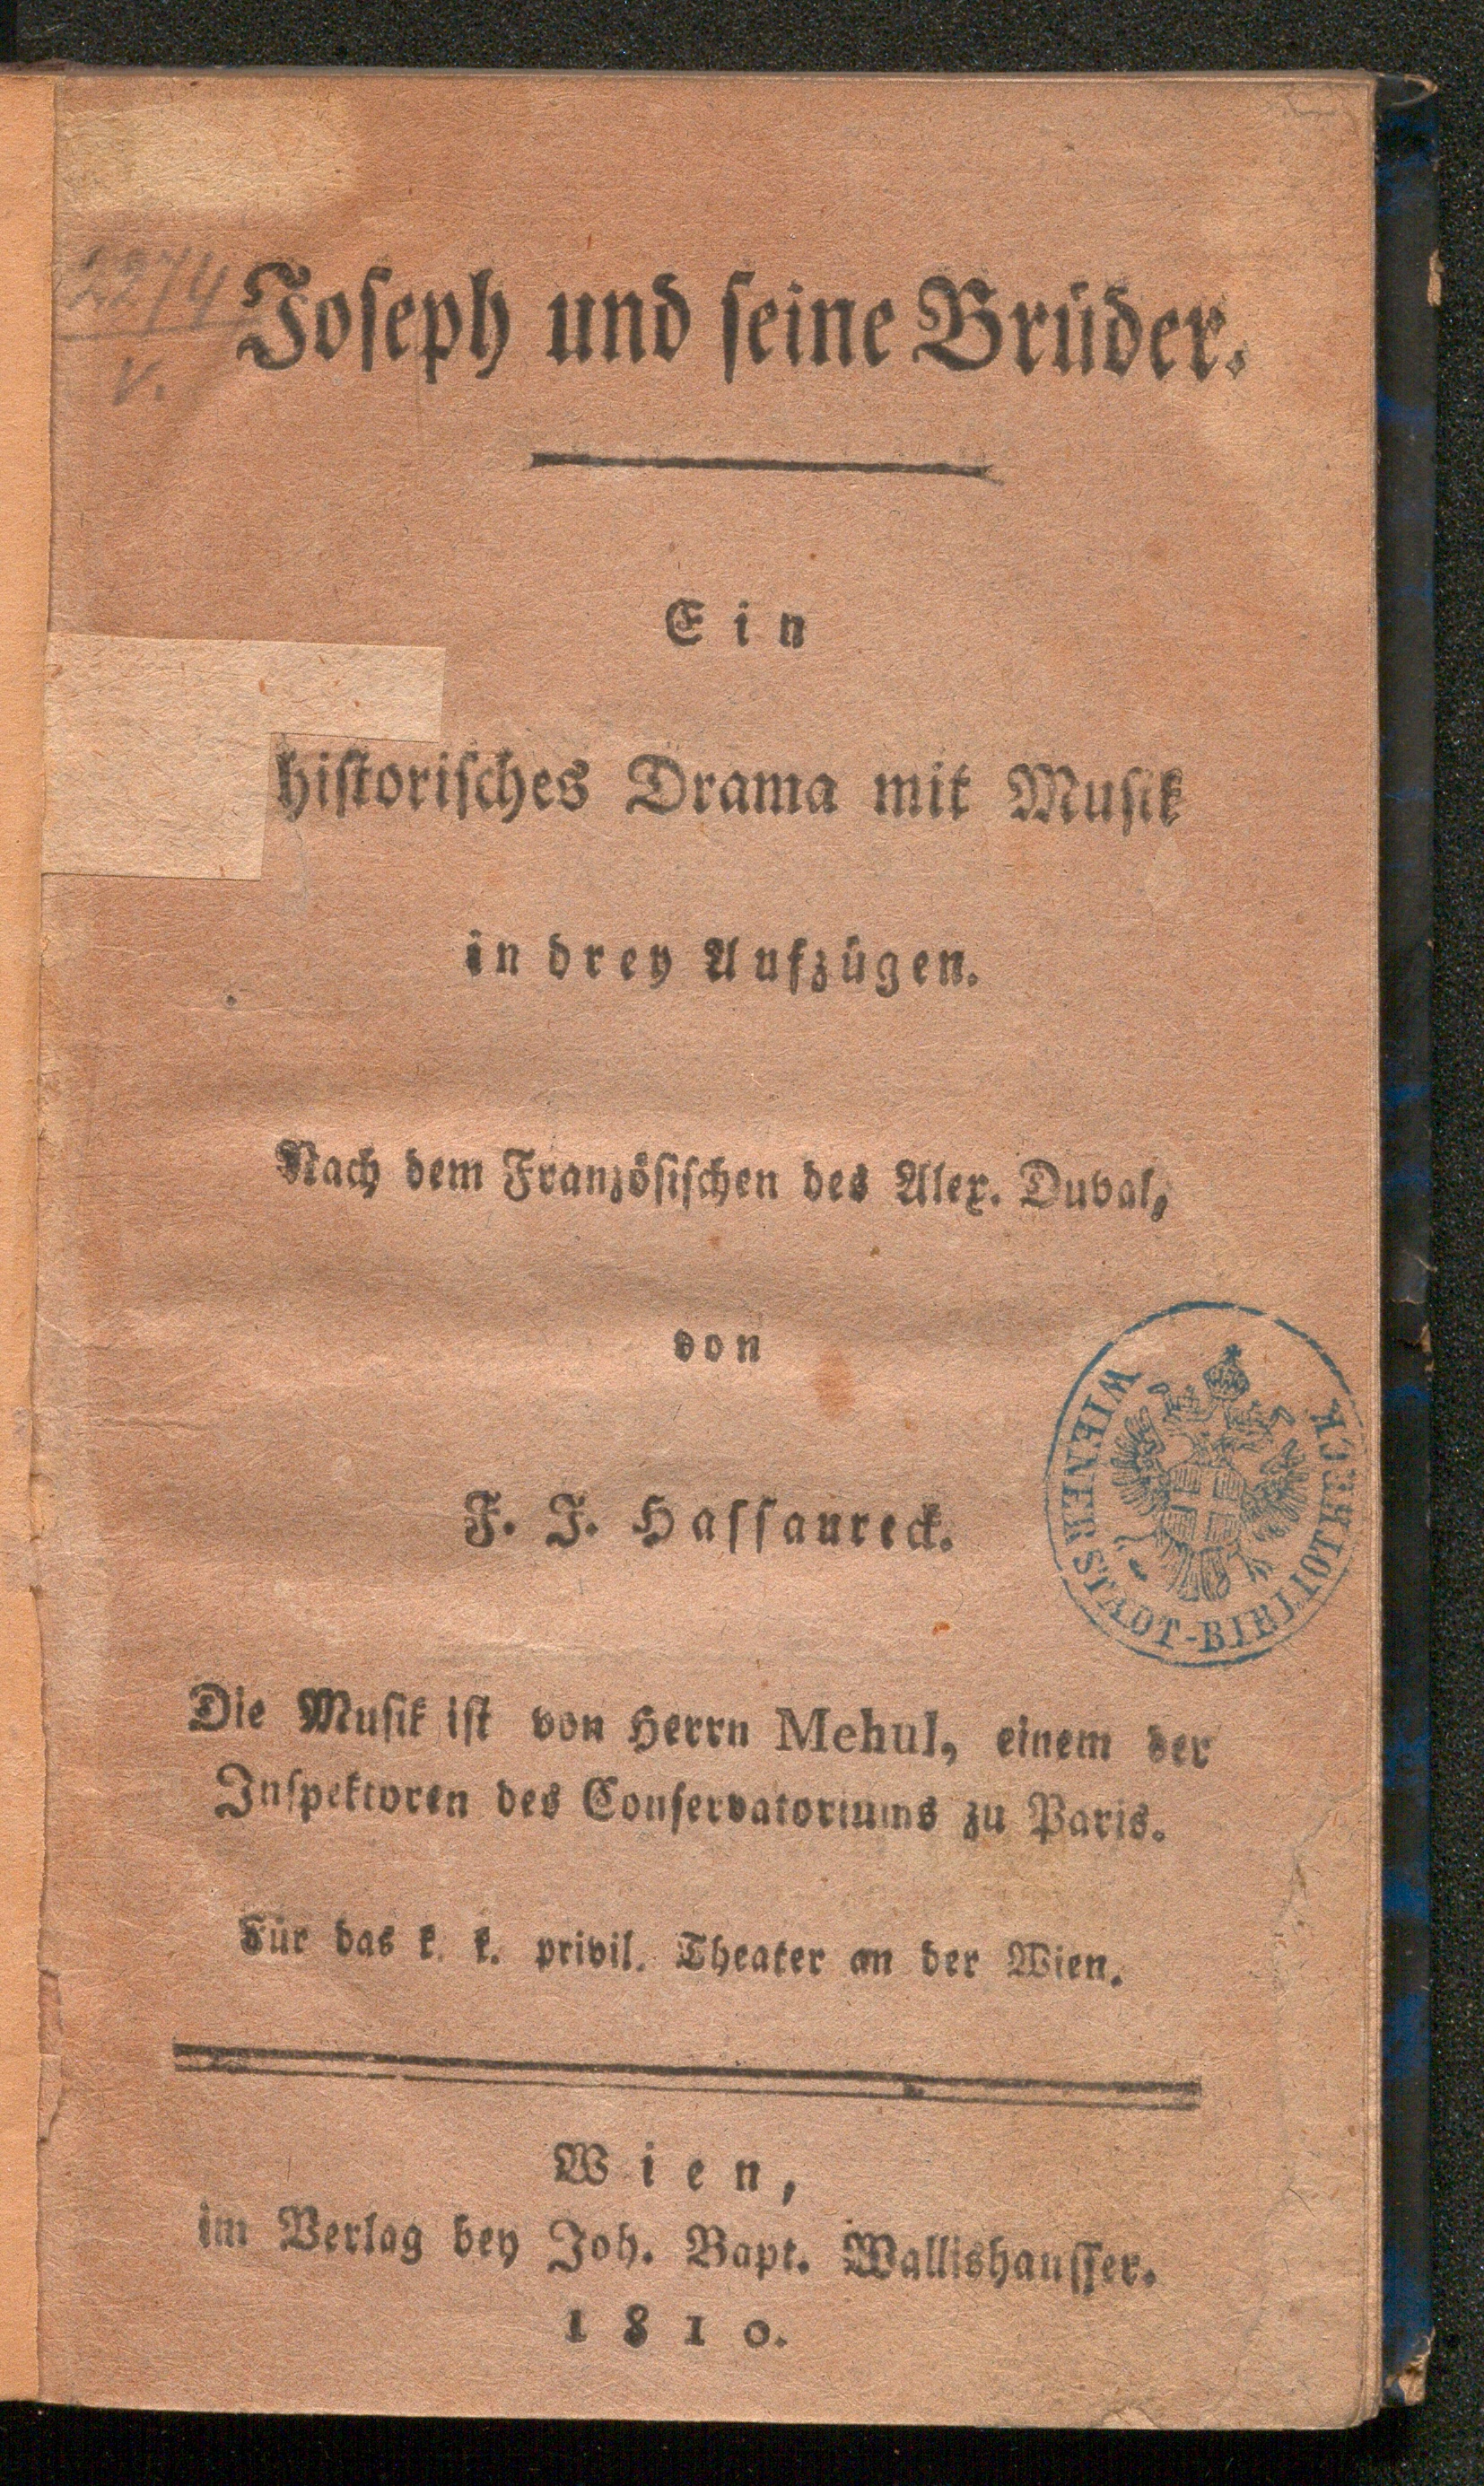 2274
V.
Joseph und seine Brüder.
Ein
historisches Drama mit Musik
in drey Aufzügen.
Nach dem Französischen des Alex. Duval,
von
F. J. Hassaureck.
WIENER STADT-BIBLIOTHECK
Die Musik ist von Herrn Mehul, einem der
Inspektoren des Conservatoriums zu Paris.
Für das k. k. privil. Theater an der Wien.
Wien,
im Verlag bey Joh. Bapt. Wallishausser.
1810.